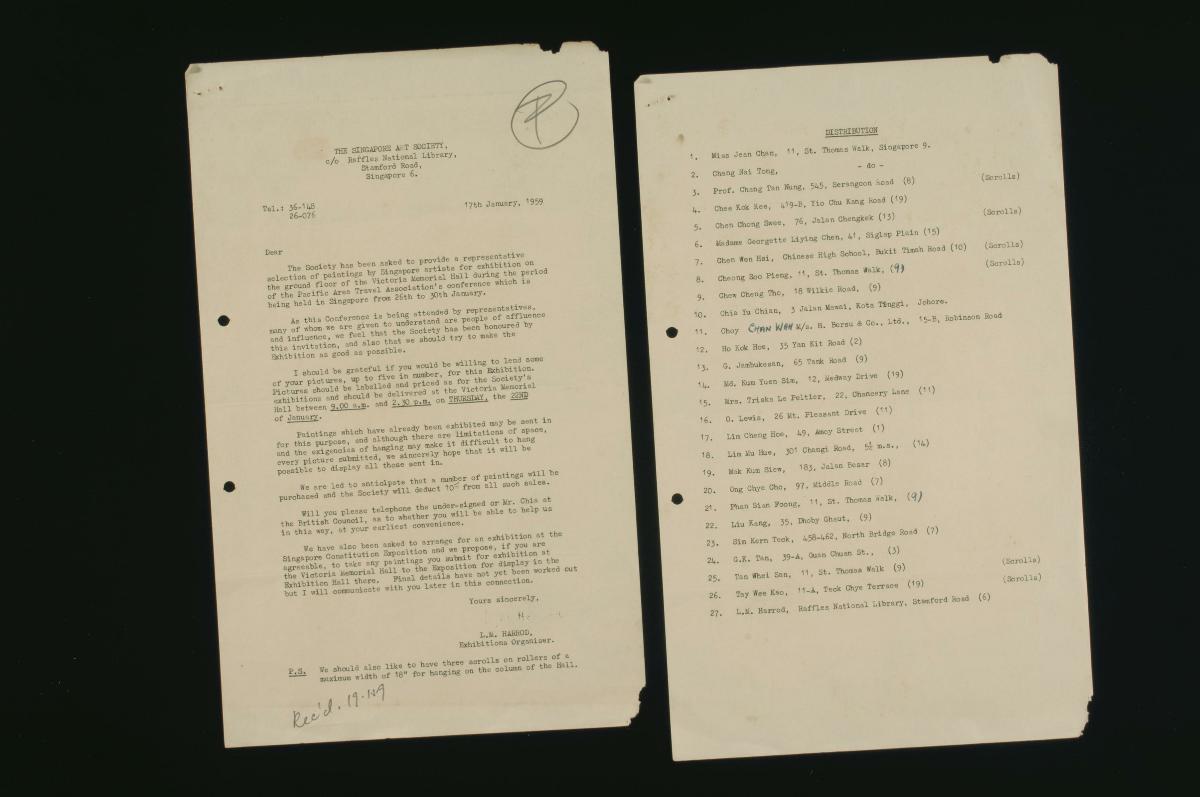 P
THE SINGAPORE ART SOCIETY,
c/o Raffles National Library,
Stamford Road,
Singapore 6.
Tel.: 36-148
26-076
17th January, 1959
Dear
The Society has been asked to provide a representative
selection of paintings by Singapore artists for exhibition on
the ground floor of the Victoria Memorial Hall during the period
of the Pacific Area Travel Association's conference which is
being held in Singapore from 26th to 30th January.
As this Conference is being attended by representatives,
many of whom we are given to understand are people of affluence
and influence, we feel that the Society has been honoured by
this invitation, and also that we should try to make the
Exhibition as good as possible.
I should be grateful if you would be willing to lend some
of your pictures, up to five in number, for this Exhibition.
Pictures should be labelled and priced as for the Society's
exhibitions and should be delivered at the Victoria Memorial
Hall between 9.00 a.m. and 2.30 p.m. on THURSDAY, the 22ND
of January.
Paintings which have already been exhibited may be sent in
for this purpose, and although there are limitations of space,
and the exigencies of hanging may make it difficult to hang
every picture submitted, we sincerely hope that it will be
possible to display all those sent in.
We are led to anticipate that a number of paintings will be
purchased and the Society will deduct 10% from all such sales.
Will you please telephone the under-signed or Mr. Chia at
the British Council, as to whether you will be able to help us
in this way, at your earliest convenience.
We have also been asked to arrange for an exhibition at the
Singapore Constitution Exposition and we propose, if you are
agreeable, to take any paintings you submit for exhibition at
the Victoria Memorial Hall to the Exposition for display in the
Exhibition Hall there. Final details have not yet been worked out
but I will communicate with you later in this connection.
Yours sincerely,
L.M. HARROD,
Exhibitions Organiser.
P.S. We should also like to have three scrolls on rollers of a
maximum width of 18" for hanging on the column of the Hall.
Rec'd. 19.1.59
DISTRIBUTION
1. Miss Jean Chan, 11, St. Thomas Walk, Singapore 9.
2. Chang Nai Tong, - do -
3. Prof. Chang Tan Nung, 545, Serangoon Road (8) (Scrolls)
4. Chee Kok Hee, 419-B, Yio Chu Kang Road (19)
5. Chen Chong Swee, 76, Jalan Chengkek (13) (Scrolls)
6. Madame Georgette Liying Chen, 41, Siglap Plain (15)
7. Chen Wen Hsi, Chinese High School, Bukit Timah Road (10) (Scrolls)
8. Cheong Soo Pieng, 11, St. Thomas Walk, (9) (Scrolls)
9. Chew Cheng Tho, 18 Wilkie Road, (9)
10. Chia Yu Chian, 3 Jalan Mawai, Kota Tinggi, Johore.
11. Choy CHAN WAH M/s. H. Borsu & Co., Ltd., 15-B, Robinson Road
12. Ho Kok Hoe, 35 Yan Kit Road (2)
13. G. Jambukesan, 65 Tank Road (9)
14. Md. Kum Yuen Sim, 12, Medway Drive (19)
15. Mrs. Triska Le Peltier, 22, Chancery Lane (11)
16. O. Lewis, 26 Mt. Pleasant Drive (11)
17. Lim Cheng Hoe, 49, Amoy Street (1)
18. Lim Mu Hue, 301 Changi Road, 5½ m.s., (14)
19. Mak Kum Siew, 183, Jalan Besar (8)
20. Ong Chye Cho, 97, Middle Road (7)
21. Phan Sian Foong, 11, St. Thomas Walk, (9)
22. Liu Kang, 35, Dhoby Ghaut, (9)
23. Sim Kern Teck, 458-462, North Bridge Road (7)
24. G.K. Tan, 39-A, Guan Chuan St., (3)
25. Tan Whei San, 11, St. Thomas Walk (9) (Scrolls)
26. Tay Wee Kao, 11-A, Teck Chye Terrace (19) (Scrolls)
27. L.M. Harrod, Raffles National Library, Stamford Road (6)